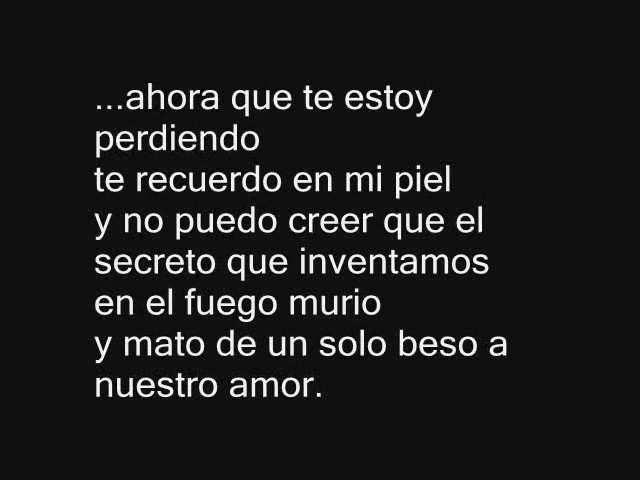 ...ahora que te estoy
perdiendo
te recuerdo en mi piel
y no puedo creer que el
secreto que inventamos
en el fuego murio
y mato de un solo beso a
nuestro amor.